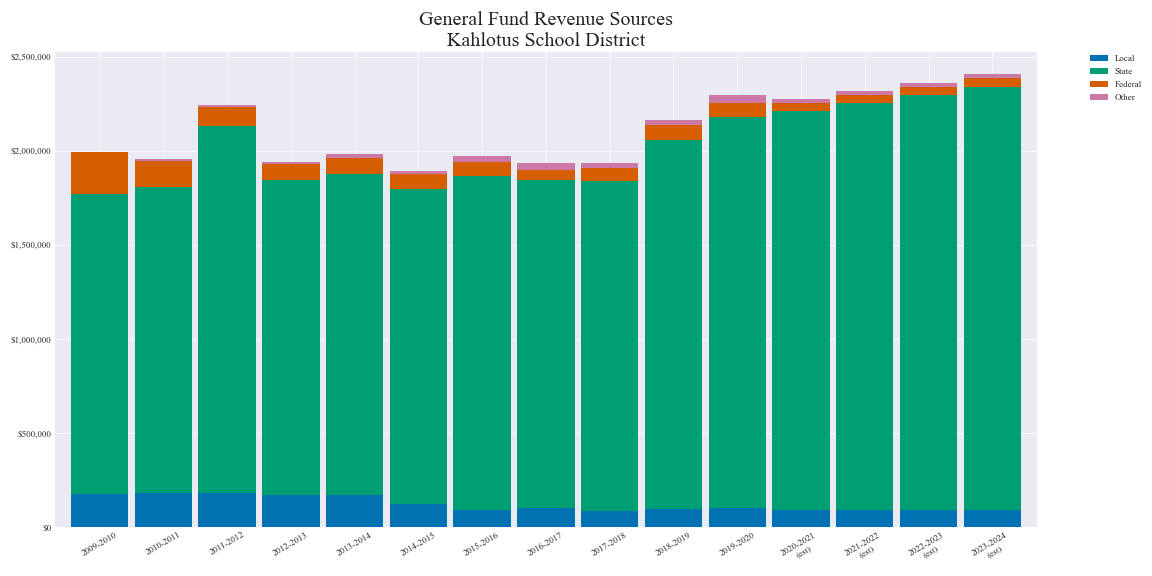 General Fund Revenue Sources
Kahlotus School District
$2,500,000
$2,000,000
$1,500,000
$1,000,000
$500,000
$0
2009-2010
2010-2011
2011-2012
2012-2013
2013-2014
2014-2015
2015-2016
2016-2017
2017-2018
2018-2019
2019-2020
2020-2021
(est)
2021-2022
(est)
2022-2023
(est)
2023-2024
(est)
Local
State
Federal
Other